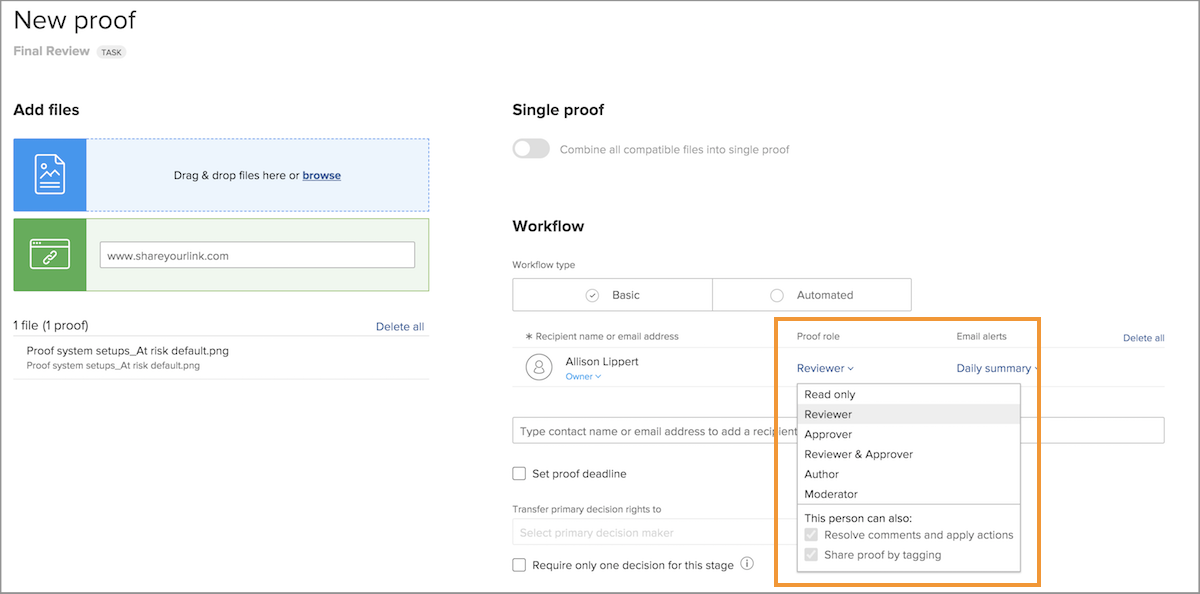 New proof
Final Review TASK
Add files
Drag & drop files here or browse
www.shareyourlink.com
1 file (1 proof) Delete all
Proof system setups_At risk default.png
Proof system setups_At risk default.png
Single proof
Combine all compatible files into single proof
Workflow
Workflow type
Basic Automated
* Recipient name or email address Proof role Email alerts Delete all
Allison Lippert
Owner
Reviewer Daily summary
Read only
Reviewer
Approver
Reviewer & Approver
Author
Moderator
This person can also:
Resolve comments and apply actions
Share proof by tagging
Type contact name or email address to add a recipient
Set proof deadline
Transfer primary decision rights to
Select primary decision maker
Require only one decision for this stage